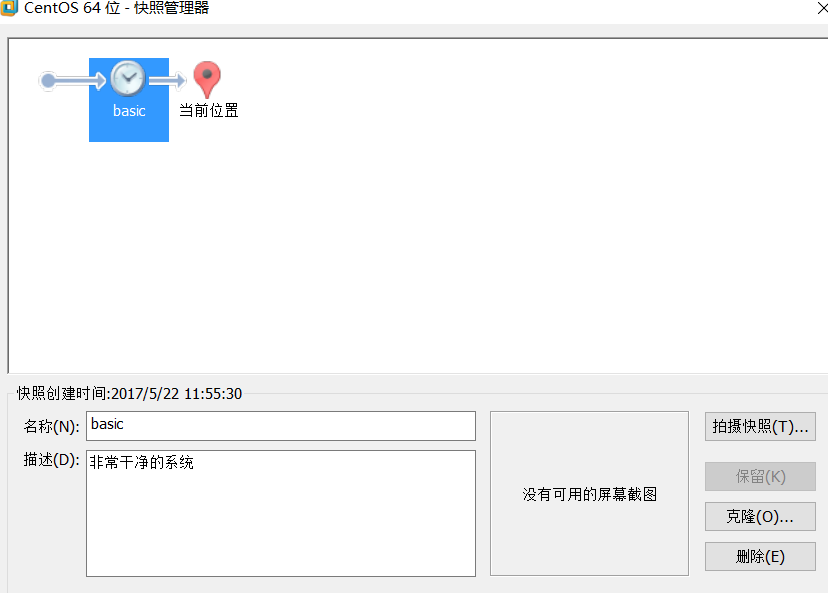 CentOS 64 位 - 快照管理器
basic
当前位置
快照创建时间:2017/5/22 11:55:30
名称(N):
basic
描述(D):
非常干净的系统
没有可用的屏幕截图
拍摄快照(T)...
保留(K)
克隆(O)...
删除(E)